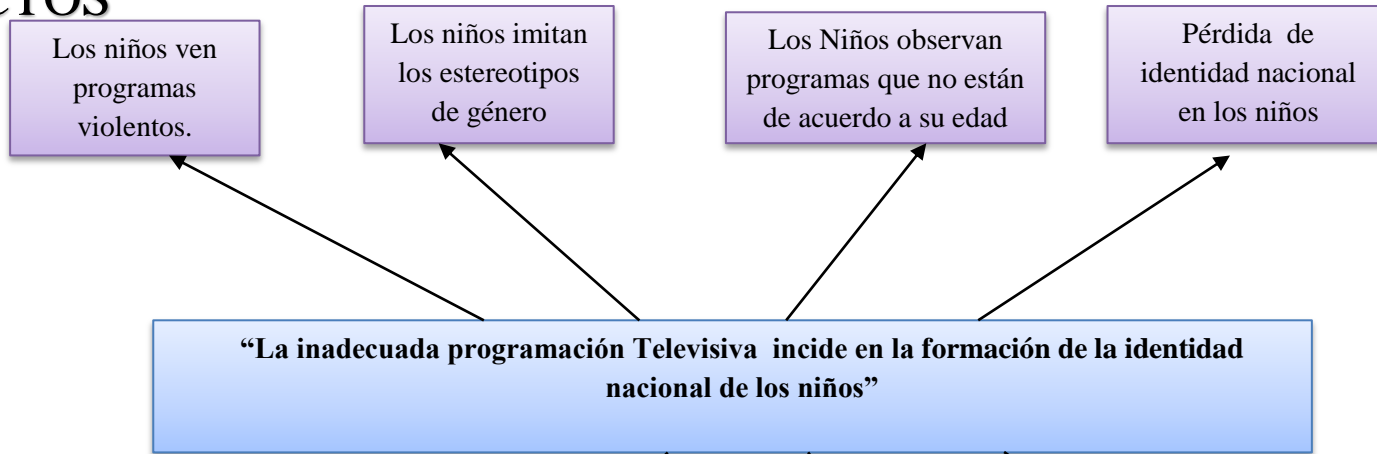 Los niños ven
programas
violentos.
Los niños imitan
los estereotipos
de género
Los Niños observan
programas que no están
de acuerdo a su edad
Pérdida de
identidad nacional
en los niños
“La inadecuada programación Televisiva incide en la formación de la identidad
nacional de los niños”